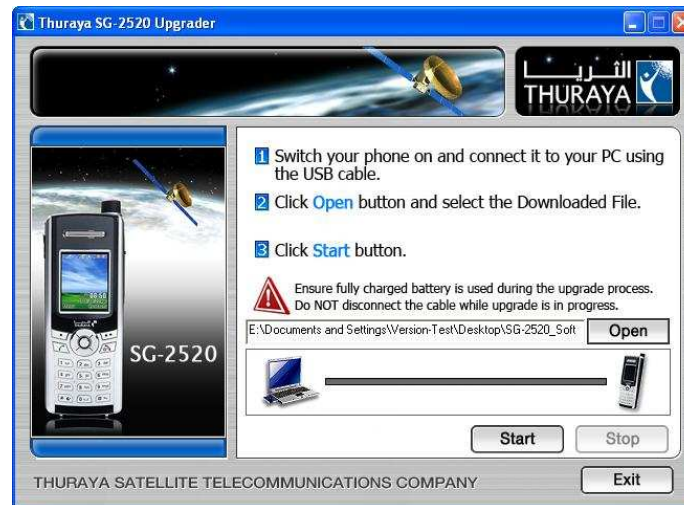 Thuraya SG-2520 Upgrader
الثريا
THURAYA
1 Switch your phone on and connect it to your PC using
the USB cable.
2 Click Open button and select the Downloaded File.
3 Click Start button.
Ensure fully charged battery is used during the upgrade process.
Do NOT disconnect the cable while upgrade is in progress.
E:\Documents and Settings\Version-Test\Desktop\SG-2520_Soft
Open
SG-2520
Start
Stop
THURAYA SATELLITE TELECOMMUNICATIONS COMPANY
Exit